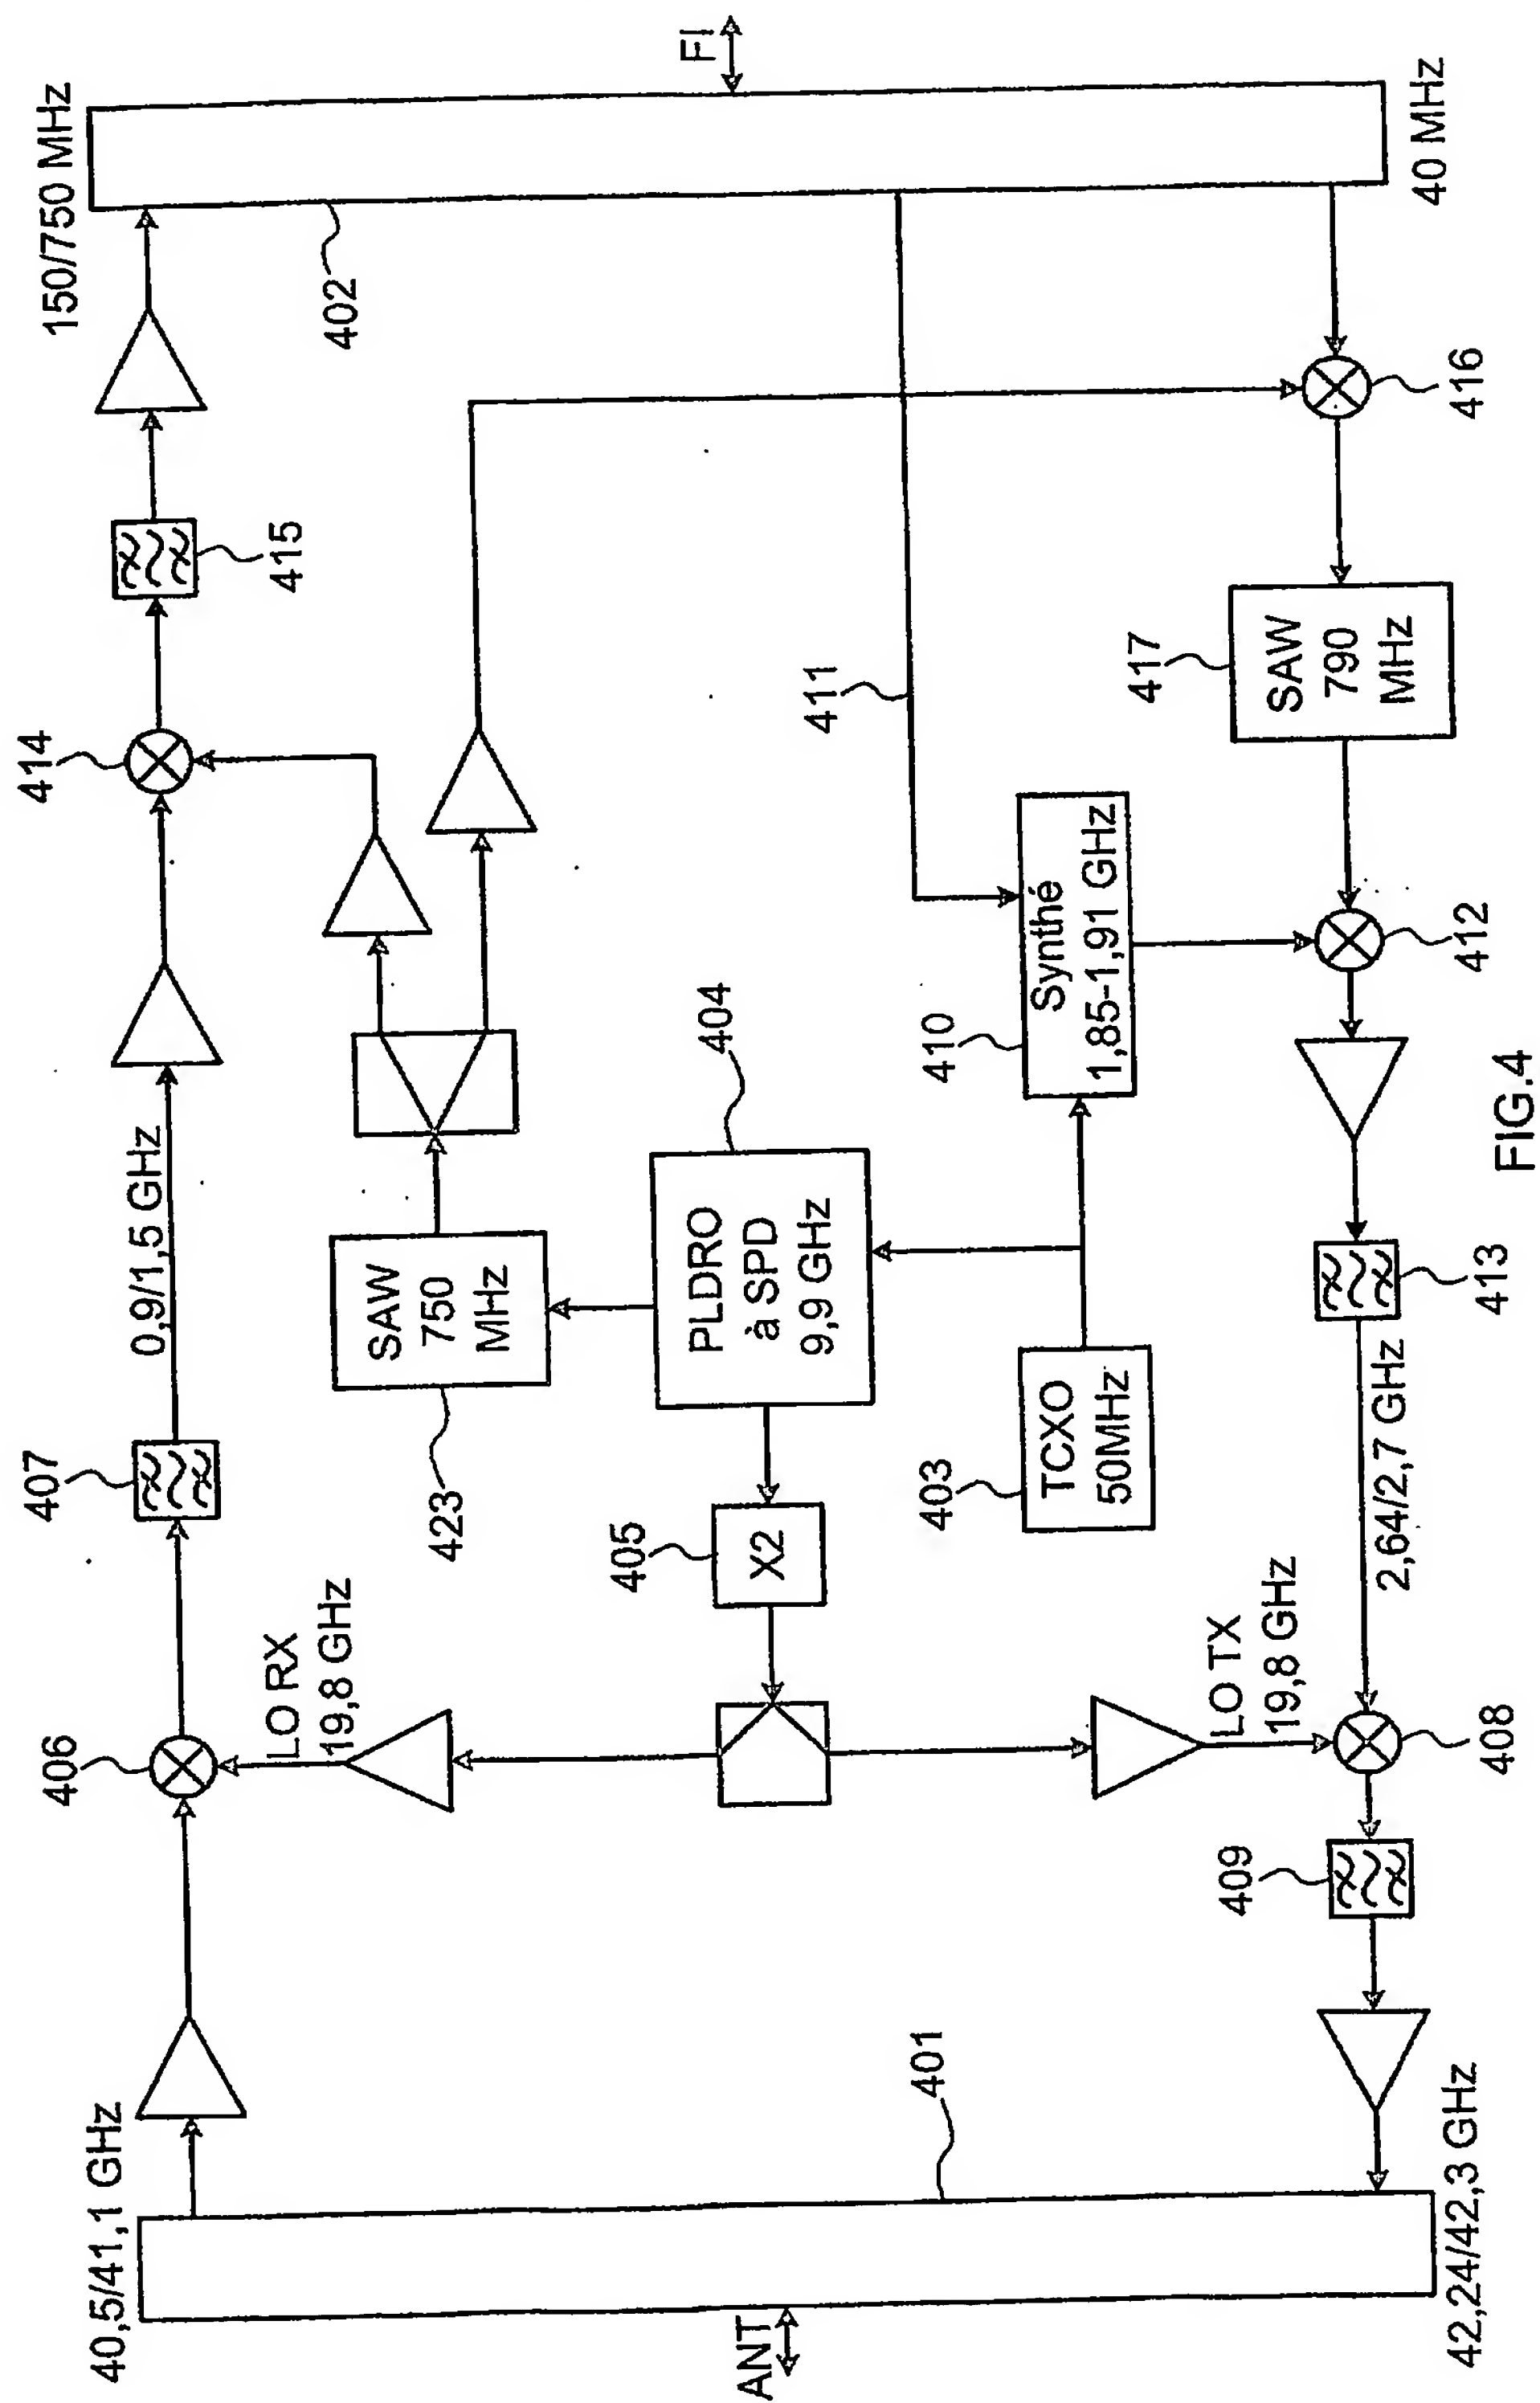 40,5/41,1 GHz
406
407
0,9/1,5 GHz
414
415
150/750 MHz
402
FI
LO RX
19,8 GHz
423
SAW
750
MHz
404
PLDRO
à SPD
9,9 GHz
405
X2
ANT
401
403
TCXO
50MHz
410
Synthé
1,85-1,91 GHz
411
417
SAW
790
MHz
416
40 MHz
LO TX
19,8 GHz
409
408
2,64/2,7 GHz
413
412
42,24/42,3 GHz
FIG.4